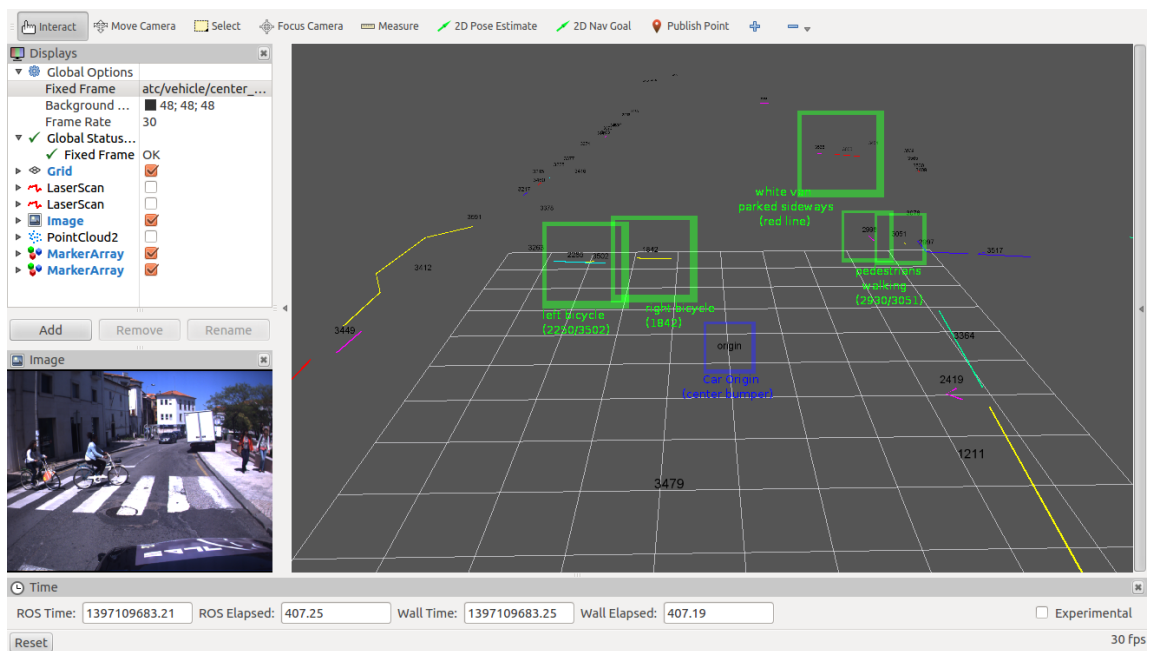 Interact Move Camera Select Focus Camera Measure 2D Pose Estimate 2D Nav Goal Publish Point
Displays
Global Options
Fixed Frame atc/vehicle/center_...
Background ... 48; 48; 48
Frame Rate 30
Global Status...
Fixed Frame OK
Grid
LaserScan
LaserScan
Image
PointCloud2
MarkerArray
MarkerArray
Add Remove Rename
Image
white van
parked sideways
(red line)
3651
3412
3449
3263
2250 3502
1842
left bicycle
(2250/3502)
right bicycle
(1842)
3051
3517
pedestrians
walking
(2930/3051)
origin
Car Origin
(center bumper)
3364
2419
1211
3479
Time
ROS Time: 1397109683.21 ROS Elapsed: 407.25 Wall Time: 1397109683.25 Wall Elapsed: 407.19 Experimental
Reset 30 fps